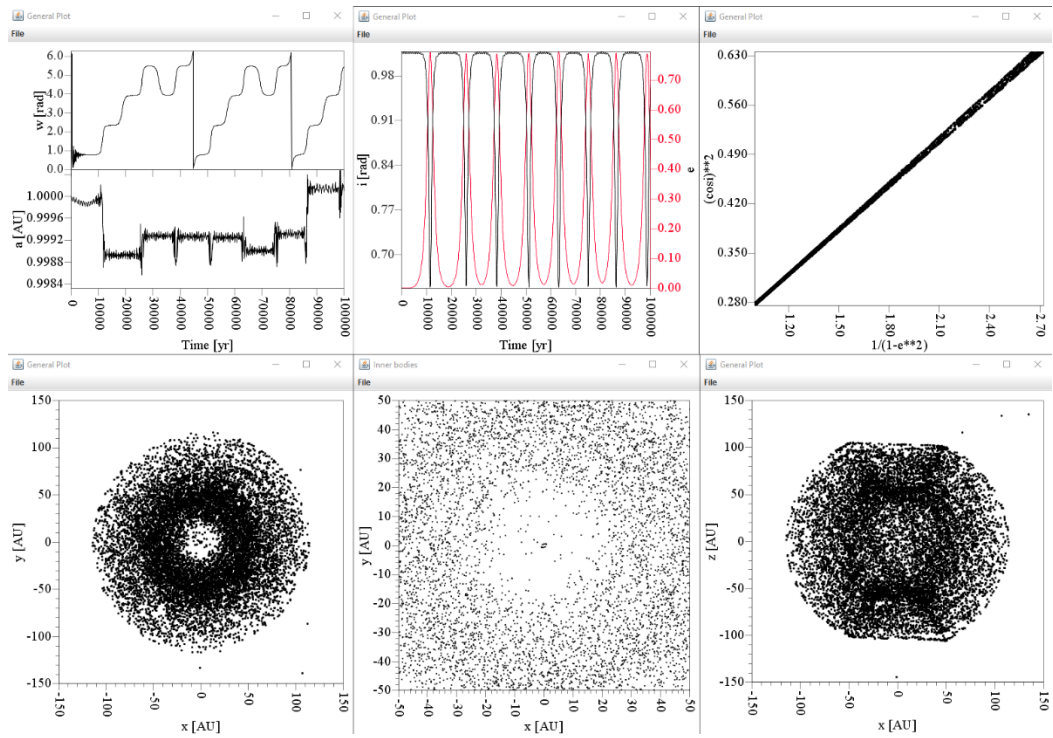 General Plot
File
6.0
5.0
4.0
3.0
2.0
1.0
0.0
w [rad]
1.0000
0.9996
0.9992
0.9988
0.9984
a [AU]
0 10000 20000 30000 40000 50000 60000 70000 80000 90000 100000
Time [yr]
General Plot
File
0.98
0.91
0.84
0.77
0.70
i [rad]
0.70
0.60
0.50
0.40
0.30
0.20
0.10
0.00
e
0 10000 20000 30000 40000 50000 60000 70000 80000 90000 100000
Time [yr]
General Plot
File
0.630
0.560
0.490
0.420
0.350
0.280
(cosi)**2
1.20 1.50 1.80 2.10 2.40 2.70
1/(1-e**2)
General Plot
File
150
100
50
0
-50
-100
-150
y [AU]
-150 -100 -50 0 50 100 150
x [AU]
Inner bodies
File
50
40
30
20
10
0
-10
-20
-30
-40
-50
y [AU]
-50 -40 -30 -20 -10 0 10 20 30 40 50
x [AU]
General Plot
File
150
100
50
0
-50
-100
-150
z [AU]
-150 -100 -50 0 50 100 150
x [AU]